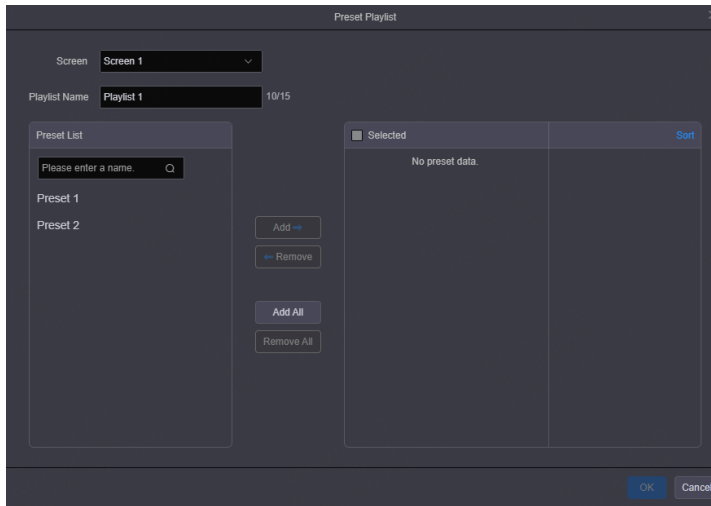 Preset Playlist
Screen Screen 1
Playlist Name Playlist 1 10/15
Preset List
Please enter a name.
Preset 1
Preset 2
Add
Remove
Add All
Remove All
Selected Sort
No preset data.
OK Cancel